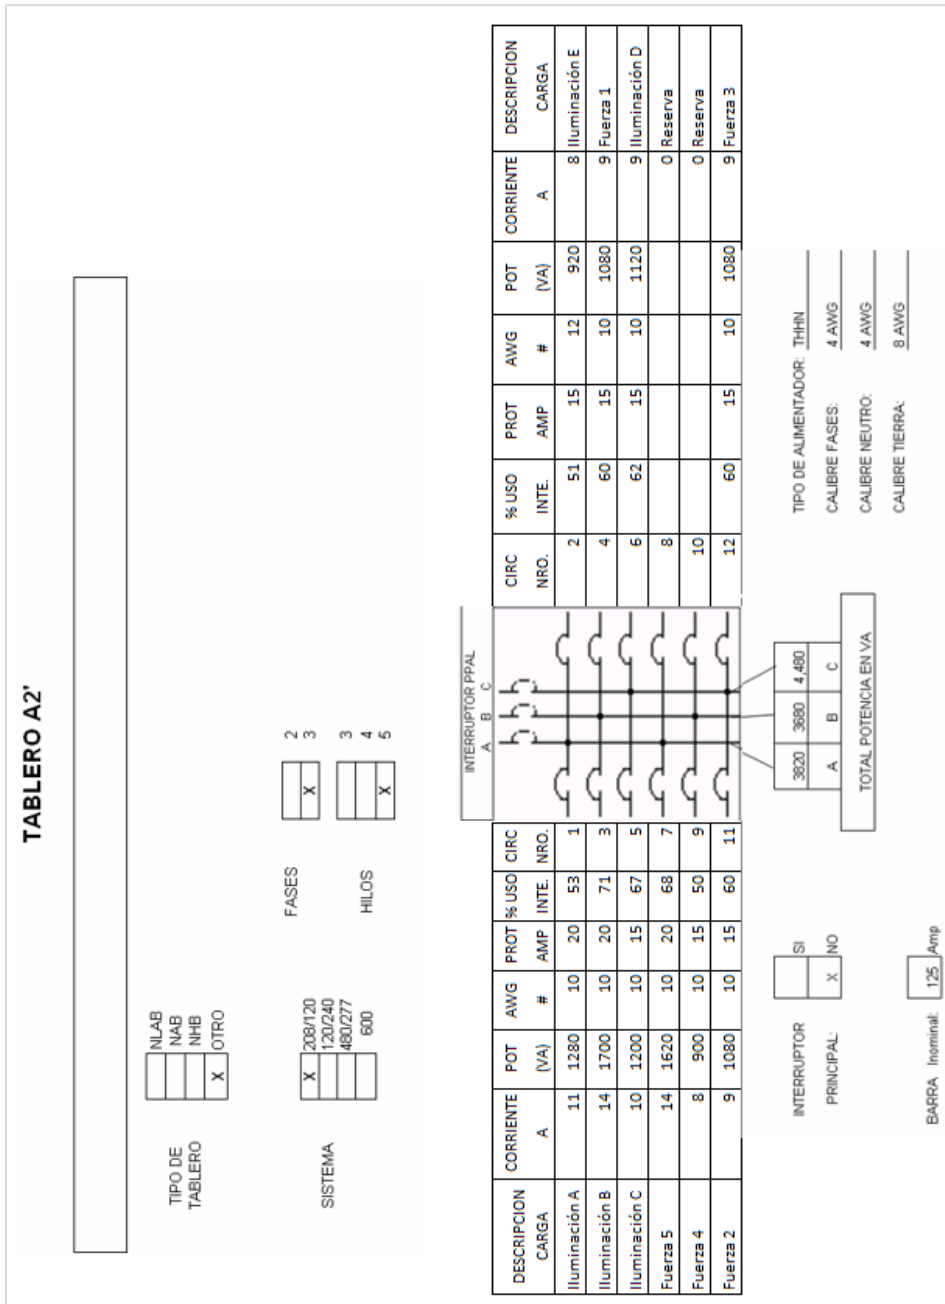 TABLERO A2'
TIPO DE
TABLERO
NLAB
NAB
NHB
X OTRO
SISTEMA
X 208/120
120/240
480/277
600
FASES
2
X 3
HILOS
3
4
X 5
INTERRUPTOR PPAL
A B C
DESCRIPCION CORRIENTE POT AWG PROT % USO CIRC CIRC % USO PROT AWG POT CORRIENTE DESCRIPCION
CARGA A (VA) # AMP INTE. NRO. NRO. INTE. AMP # (VA) A CARGA
Iluminación A 11 1280 10 20 53 1 2 51 15 12 920 8 Iluminación E
Iluminación B 14 1700 10 20 71 3 4 60 15 10 1080 9 Fuerza 1
Iluminación C 10 1200 10 15 67 5 6 62 15 10 1120 9 Iluminación D
Fuerza 5 14 1620 10 20 68 7 8 0 Reserva
Fuerza 4 8 900 10 15 50 9 10 0 Reserva
Fuerza 2 9 1080 10 15 60 11 12 60 15 10 1080 9 Fuerza 3
INTERRUPTOR
PRINCIPAL:
SI
X NO
BARRA Inominal: 125 Amp
3820 3680 4,480
A B C
TOTAL POTENCIA EN VA
TIPO DE ALIMENTADOR: THHN
CALIBRE FASES: 4 AWG
CALIBRE NEUTRO: 4 AWG
CALIBRE TIERRA: 8 AWG